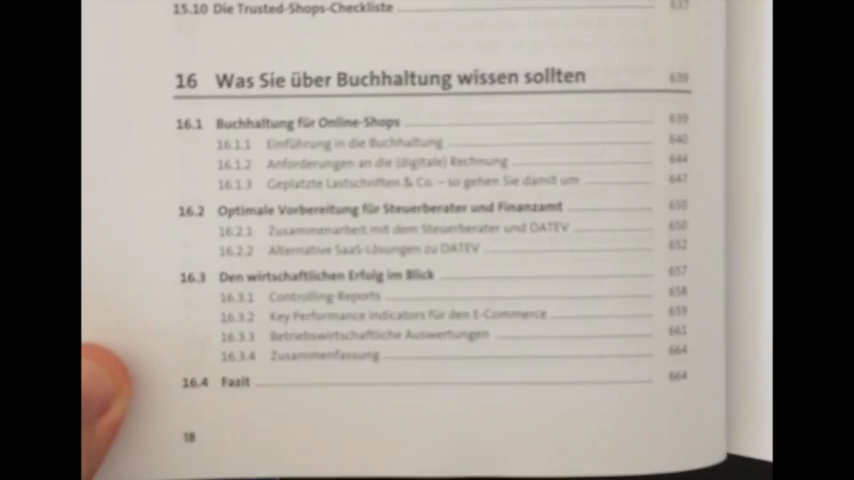 15.10 Die Trusted-Shops-Checkliste 637
16 Was Sie über Buchhaltung wissen sollten 639
16.1 Buchhaltung für Online-Shops 639
16.1.1 Einführung in die Buchhaltung 640
16.1.2 Anforderungen an die (digitale) Rechnung 644
16.1.3 Geplatzte Lastschriften & Co. – so gehen Sie damit um 647
16.2 Optimale Vorbereitung für Steuerberater und Finanzamt 650
16.2.1 Zusammenarbeit mit dem Steuerberater und DATEV 650
16.2.2 Alternative SaaS-Lösungen zu DATEV 652
16.3 Den wirtschaftlichen Erfolg im Blick 657
16.3.1 Controlling-Reports 658
16.3.2 Key Performance Indicators für den E-Commerce 659
16.3.3 Betriebswirtschaftliche Auswertungen 661
16.3.4 Zusammenfassung 664
16.4 Fazit 664
18